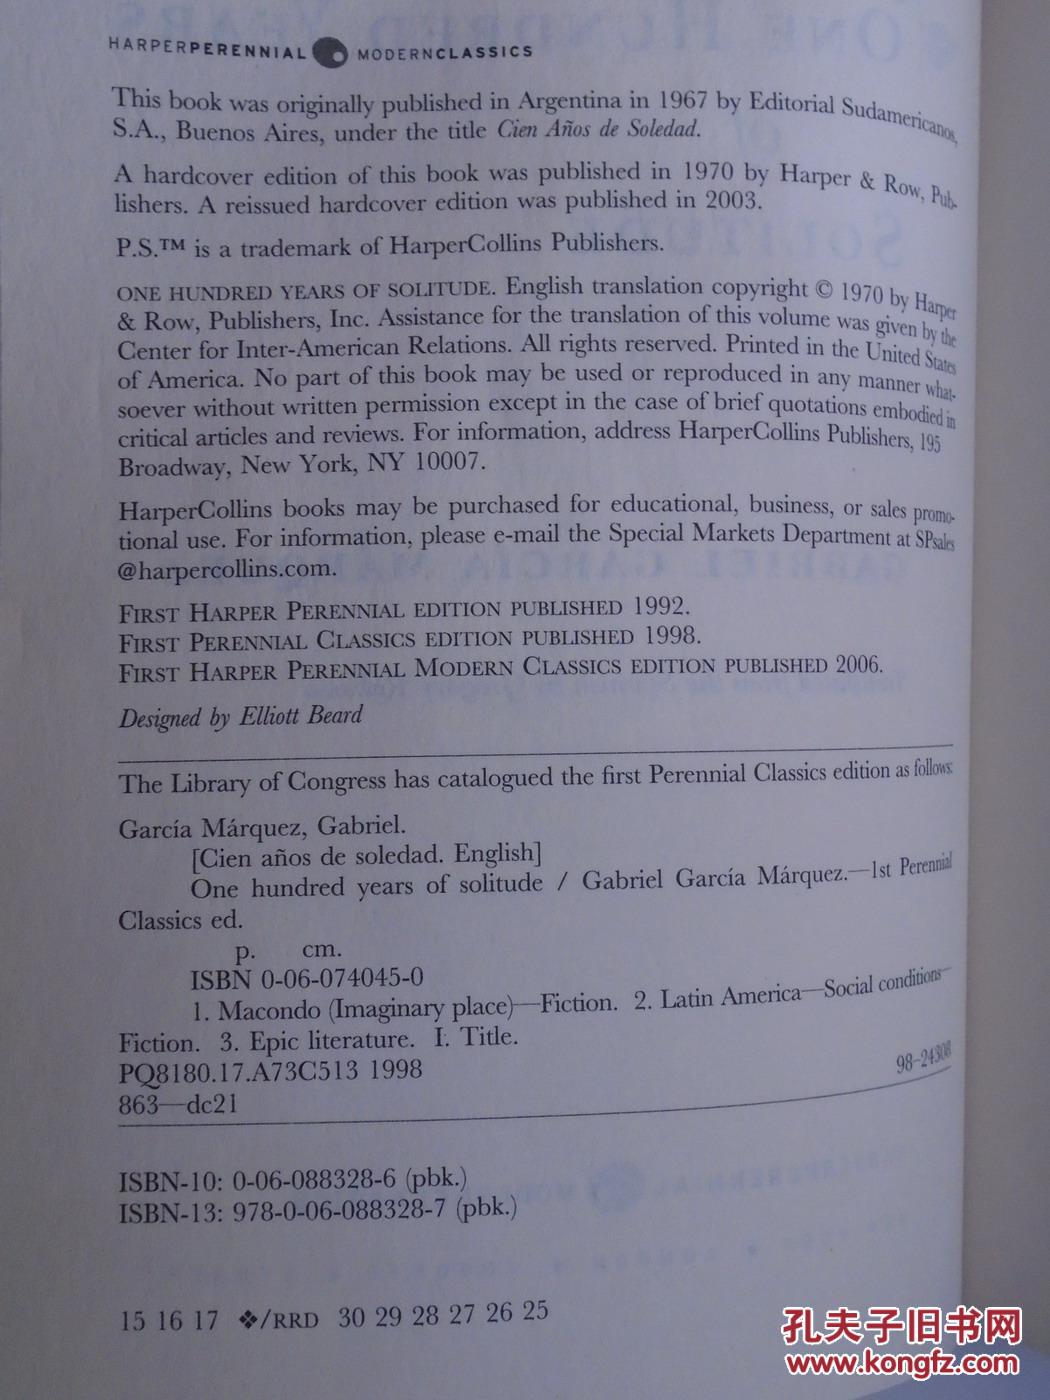 HARPERPERENNIAL MODERNCLASSICS
This book was originally published in Argentina in 1967 by Editorial Sudamericanos,
S.A., Buenos Aires, under the title Cien Años de Soledad.
A hardcover edition of this book was published in 1970 by Harper & Row, Pub-
lishers. A reissued hardcover edition was published in 2003.
P.S.™ is a trademark of HarperCollins Publishers.
ONE HUNDRED YEARS OF SOLITUDE. English translation copyright © 1970 by Harper
& Row, Publishers, Inc. Assistance for the translation of this volume was given by the
Center for Inter-American Relations. All rights reserved. Printed in the United States
of America. No part of this book may be used or reproduced in any manner what-
soever without written permission except in the case of brief quotations embodied in
critical articles and reviews. For information, address HarperCollins Publishers, 195
Broadway, New York, NY 10007.
HarperCollins books may be purchased for educational, business, or sales promo-
tional use. For information, please e-mail the Special Markets Department at SPsales
@harpercollins.com.
FIRST HARPER PERENNIAL EDITION PUBLISHED 1992.
FIRST PERENNIAL CLASSICS EDITION PUBLISHED 1998.
FIRST HARPER PERENNIAL MODERN CLASSICS EDITION PUBLISHED 2006.
Designed by Elliott Beard
The Library of Congress has catalogued the first Perennial Classics edition as follows:
García Márquez, Gabriel.
[Cien años de soledad. English]
One hundred years of solitude / Gabriel García Márquez.—1st Perennial
Classics ed.
p. cm.
ISBN 0-06-074045-0
1. Macondo (Imaginary place)—Fiction. 2. Latin America—Social conditions—
Fiction. 3. Epic literature. I. Title.
PQ8180.17.A73C513 1998
98-24308
863—dc21
ISBN-10: 0-06-088328-6 (pbk.)
ISBN-13: 978-0-06-088328-7 (pbk.)
15 16 17 ❖/RRD 30 29 28 27 26 25
孔夫子旧书网
www.kongfz.com